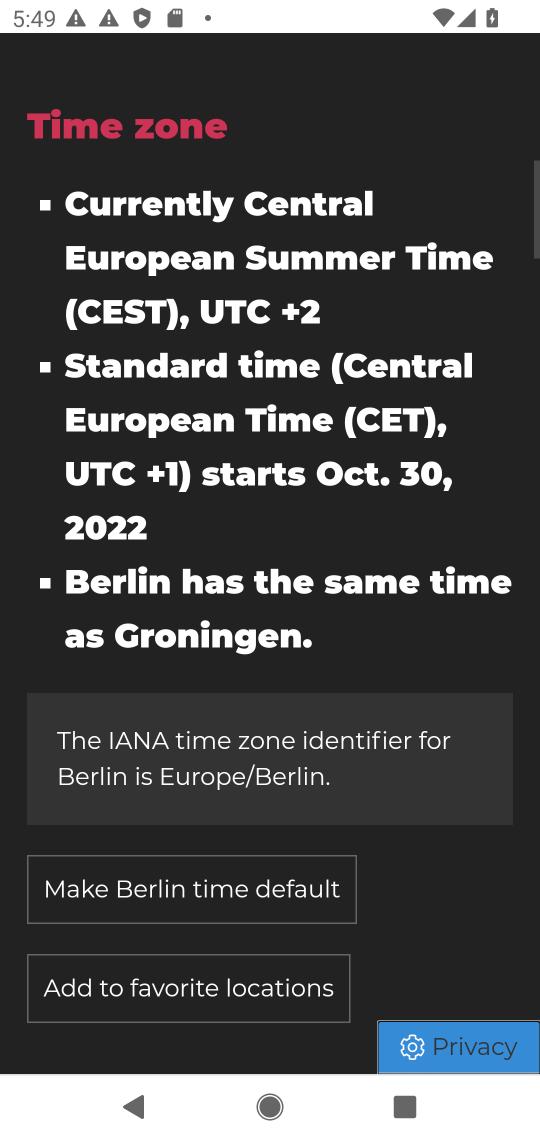 5:49
Time zone
Currently Central
European Summer Time
(CEST), UTC +2
Standard time (Central
European Time (CET),
UTC +1) starts Oct. 30,
2022
Berlin has the same time
as Groningen.
The IANA time zone identifier for
Berlin is Europe/Berlin.
Make Berlin time default
Add to favorite locations
Privacy